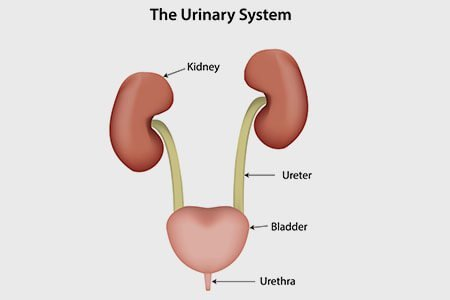 The Urinary System
Kidney
Ureter
Bladder
Urethra